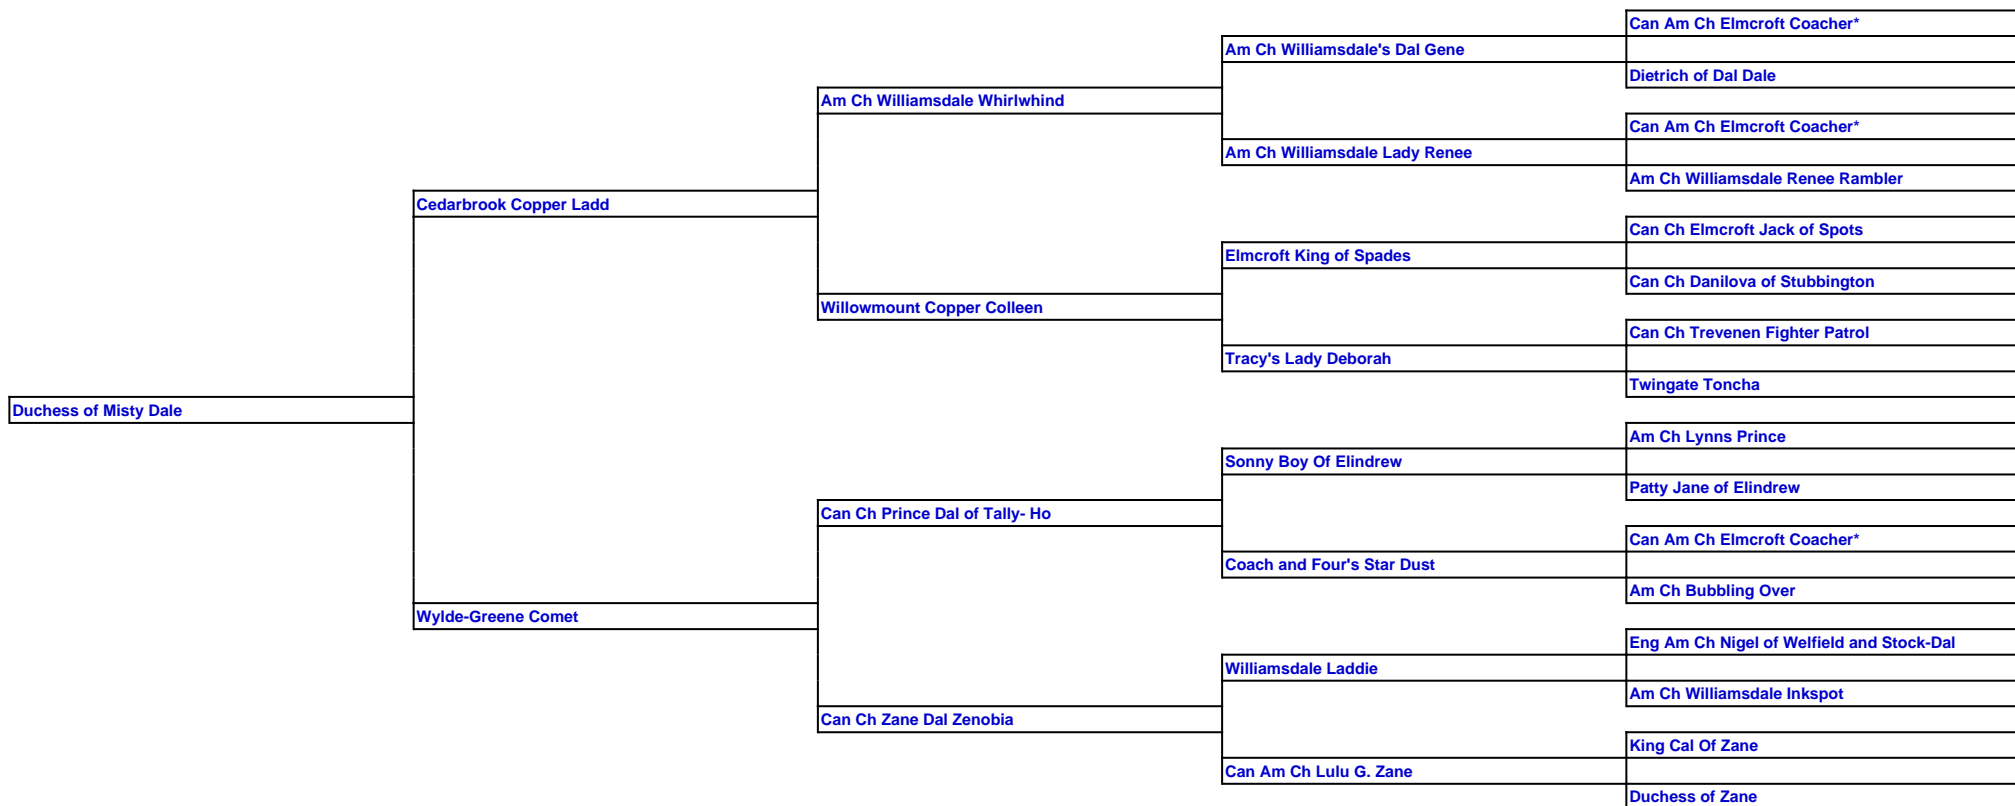 Can Am Ch Elmcroft Coacher*
Am Ch Williamsdale's Dal Gene
Dietrich of Dal Dale
Am Ch Williamsdale Whirlwhind
Can Am Ch Elmcroft Coacher*
Am Ch Williamsdale Lady Renee
Am Ch Williamsdale Renee Rambler
Cedarbrook Copper Ladd
Can Ch Elmcroft Jack of Spots
Elmcroft King of Spades
Can Ch Danilova of Stubbington
Willowmount Copper Colleen
Can Ch Trevenen Fighter Patrol
Tracy's Lady Deborah
Twingate Toncha
Duchess of Misty Dale
Am Ch Lynns Prince
Sonny Boy Of Elindrew
Patty Jane of Elindrew
Can Ch Prince Dal of Tally- Ho
Can Am Ch Elmcroft Coacher*
Coach and Four's Star Dust
Am Ch Bubbling Over
Wylde-Greene Comet
Eng Am Ch Nigel of Welfield and Stock-Dal
Williamsdale Laddie
Am Ch Williamsdale Inkspot
Can Ch Zane Dal Zenobia
King Cal Of Zane
Can Am Ch Lulu G. Zane
Duchess of Zane